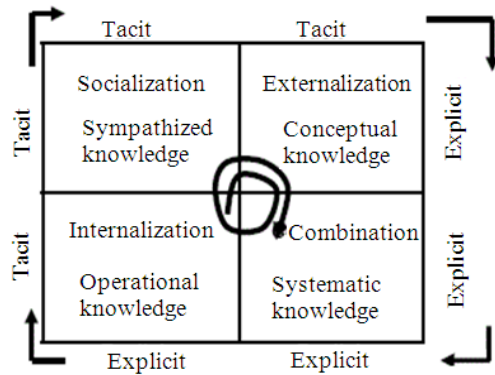 Tacit Tacit
Socialization Externalization
Sympathized Conceptual
knowledge knowledge
Tacit Explicit
Internalization Combination
Operational Systematic
knowledge knowledge
Tacit Explicit
Explicit Explicit